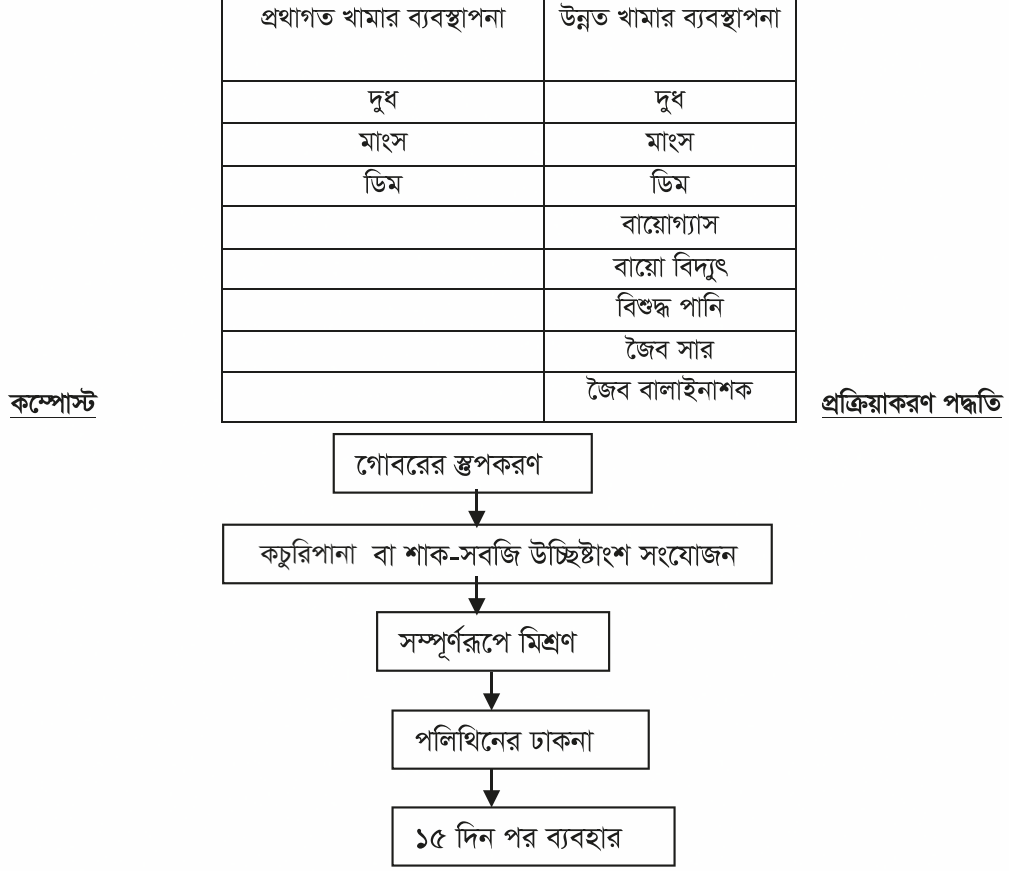 প্রথাগত খামার ব্যবস্থাপনা উন্নত খামার ব্যবস্থাপনা
দুধ দুধ
মাংস মাংস
ডিম ডিম
বায়োগ্যাস
বায়ো বিদ্যুৎ
বিশুদ্ধ পানি
জৈব সার
জৈব বালাইনাশক
কম্পোস্ট প্রক্রিয়াকরণ পদ্ধতি
গোবরের স্তুপকরণ
কচুরিপানা বা শাক-সবজি উচ্ছিষ্টাংশ সংযোজন
সম্পূর্ণরূপে মিশ্রণ
পলিথিনের ঢাকনা
১৫ দিন পর ব্যবহার